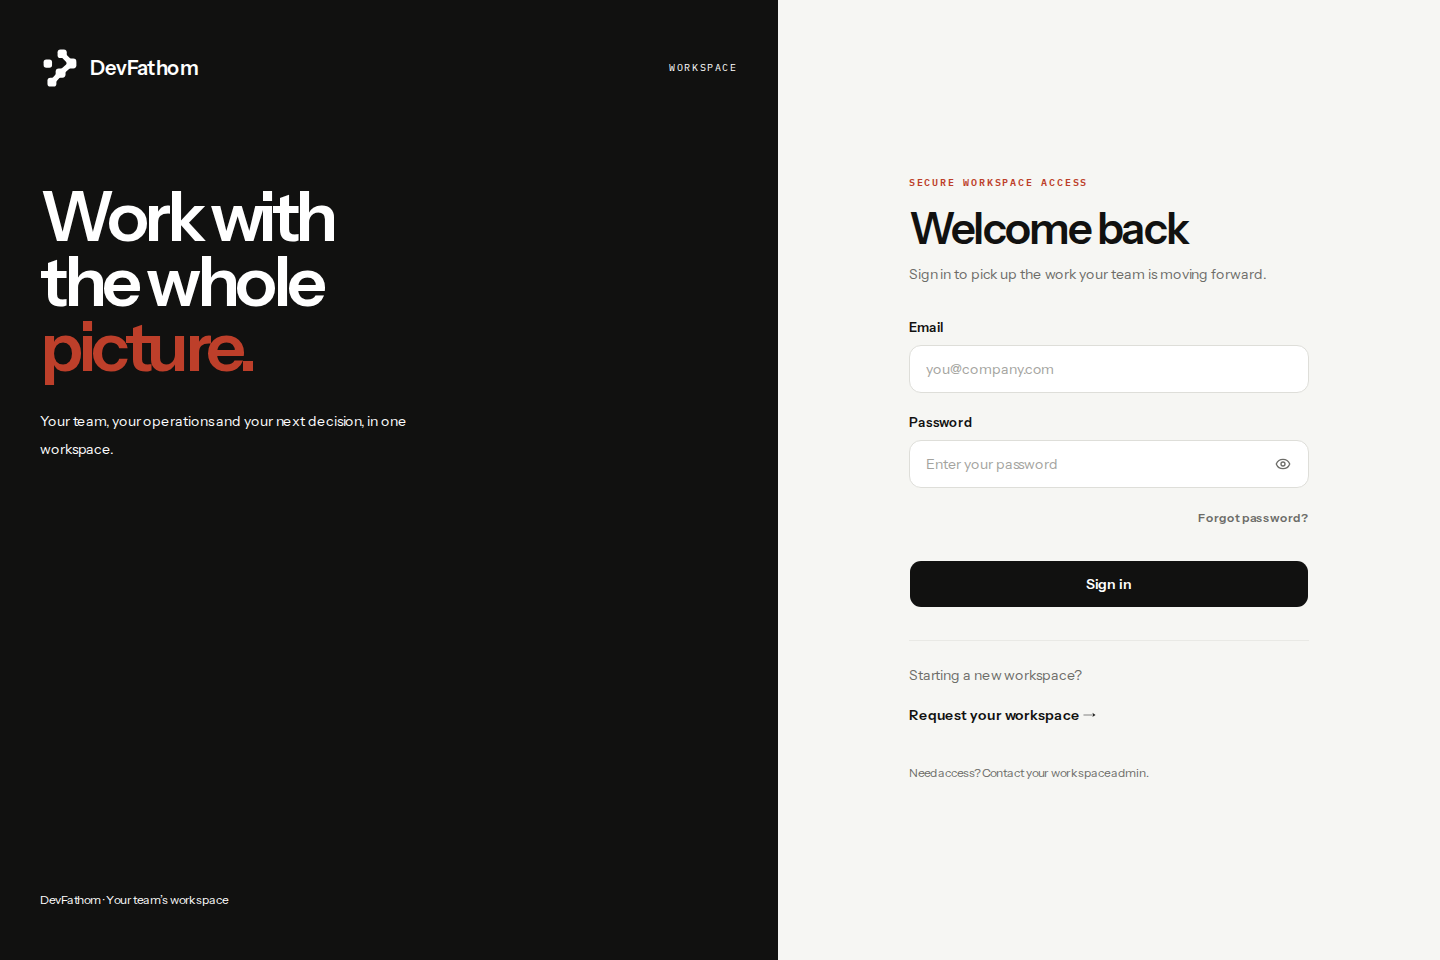 DevFathom
WORKSPACE
Work with
the whole
picture.
Your team, your operations and your next decision, in one
workspace.
DevFathom · Your team's workspace
SECURE WORKSPACE ACCESS
Welcome back
Sign in to pick up the work your team is moving forward.
Email
you@company.com
Password
Enter your password
Forgot password?
Sign in
Starting a new workspace?
Request your workspace →
Need access? Contact your workspace admin.